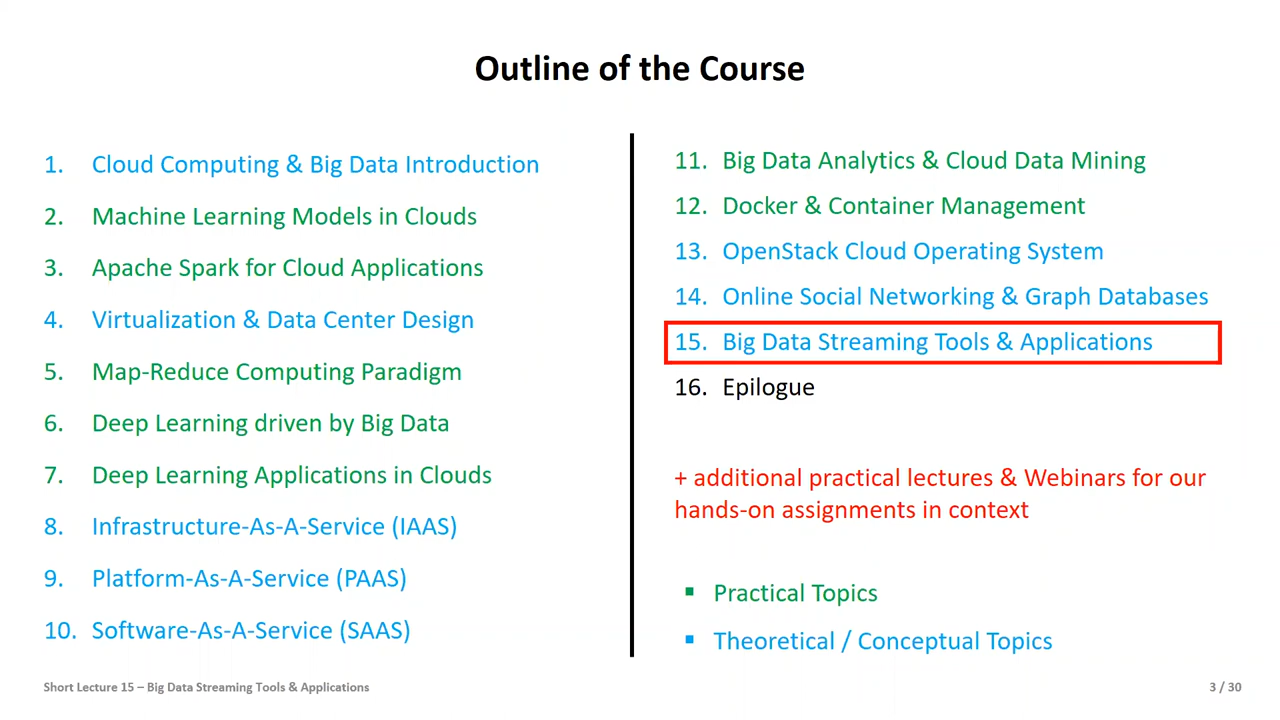 Outline of the Course
1. Cloud Computing & Big Data Introduction
2. Machine Learning Models in Clouds
3. Apache Spark for Cloud Applications
4. Virtualization & Data Center Design
5. Map-Reduce Computing Paradigm
6. Deep Learning driven by Big Data
7. Deep Learning Applications in Clouds
8. Infrastructure-As-A-Service (IAAS)
9. Platform-As-A-Service (PAAS)
10. Software-As-A-Service (SAAS)
11. Big Data Analytics & Cloud Data Mining
12. Docker & Container Management
13. OpenStack Cloud Operating System
14. Online Social Networking & Graph Databases
15. Big Data Streaming Tools & Applications
16. Epilogue
+ additional practical lectures & Webinars for our
hands-on assignments in context
▪ Practical Topics
▪ Theoretical / Conceptual Topics
Short Lecture 15 – Big Data Streaming Tools & Applications
3 / 30